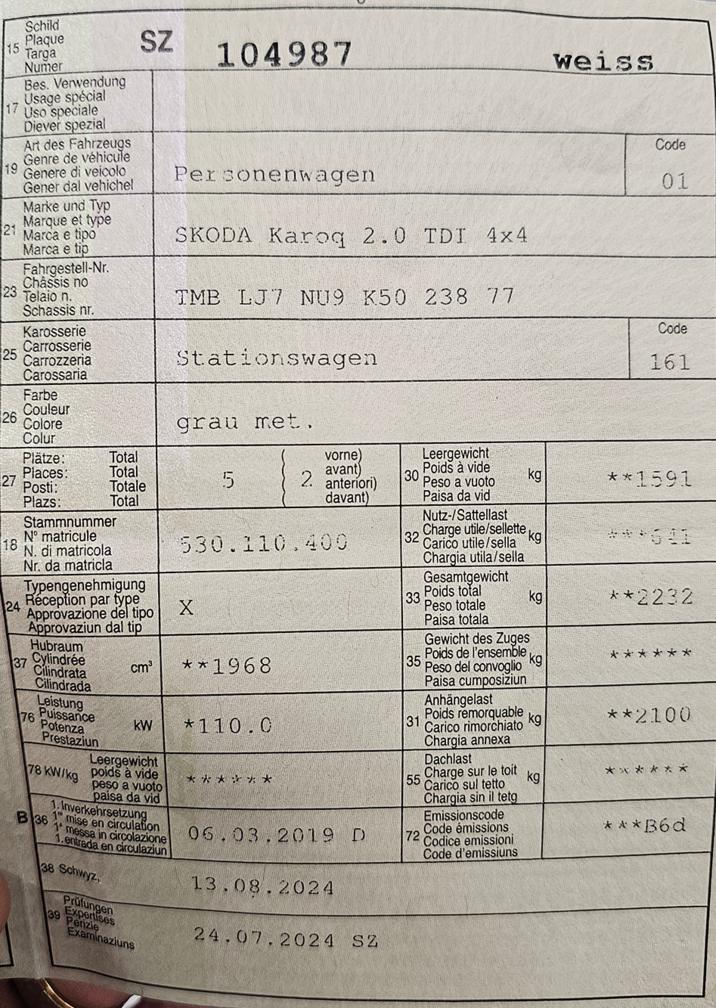 15 Schild
Plaque
Targa
Numer
SZ 104987 weiss
17 Bes. Verwendung
Usage spécial
Uso speciale
Diever spezial
19 Art des Fahrzeugs
Genre de véhicule
Genere di veicolo
Gener dal vehichel
Personenwagen
Code
01
21 Marke und Typ
Marque et type
Marca e tipo
Marca e tip
SKODA Karoq 2.0 TDI 4x4
23 Fahrgestell-Nr.
Châssis no
Telaio n.
Schassis nr.
TMB LJ7 NU9 K50 238 77
25 Karosserie
Carrosserie
Carrozzeria
Carossaria
Stationswagen
Code
161
26 Farbe
Couleur
Colore
Colur
grau met.
27 Plätze: Total
Places: Total
Posti: Totale
Plazs: Total
5 ( 2 vorne)
avant)
anteriori)
davant)
30 Leergewicht
Poids à vide
Peso a vuoto
Paisa da vid
kg
**1591
18 Stammnummer
N° matricule
N. di matricola
Nr. da matricla
530.110.400
32 Nutz-/Sattellast
Charge utile/sellette
Carico utile/sella
Chargia utila/sella
kg
***641
24 Typengenehmigung
Réception par type
Approvazione del tipo
Approvaziun dal tip
X
33 Gesamtgewicht
Poids total
Peso totale
Paisa totala
kg
**2232
37 Hubraum
Cylindrée
Cilindrata
Cilindrada
cm³
**1968
35 Gewicht des Zuges
Poids de l'ensemble
Peso del convoglio
Paisa cumposiziun
kg
******
76 Leistung
Puissance
Potenza
Prestaziun
kW
*110.0
31 Anhängelast
Poids remorquable
Carico rimorchiato
Chargia annexa
kg
**2100
78 kW/kg Leergewicht
poids à vide
peso a vuoto
paisa da vid
******
55 Dachlast
Charge sur le toit
Carico sul tetto
Chargia sin il tetg
kg
******
B 36 1. Inverkehrsetzung
1re mise en circulation
1a messa in circolazione
1. entrada en circulaziun
06.03.2019 D
72 Emissionscode
Code émissions
Codice emissioni
Code d'emissiuns
***B6d
38 Schwyz,
13.08.2024
39 Prüfungen
Expertises
Perizie
Examinaziuns
24.07.2024 SZ